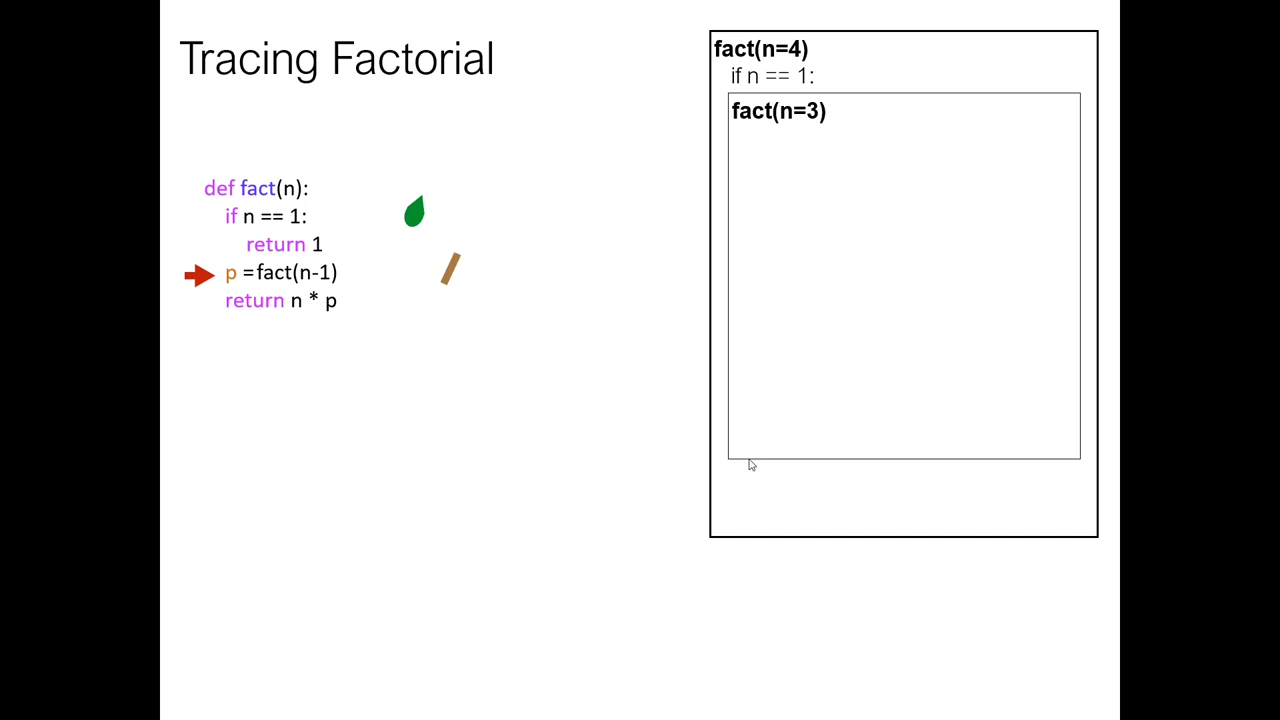 Tracing Factorial
def fact(n):
if n == 1:
return 1
p =fact(n-1)
return n * p
fact(n=4)
if n == 1:
fact(n=3)